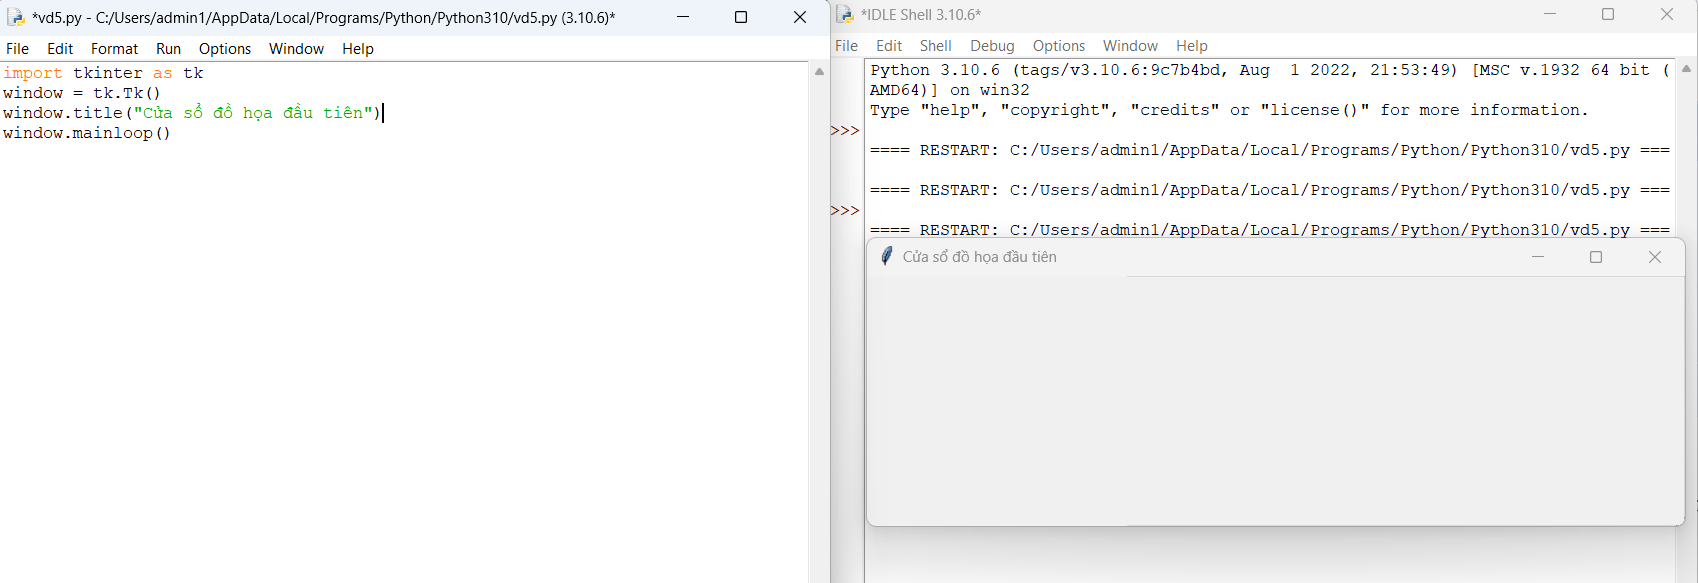 *vd5.py - C:/Users/admin1/AppData/Local/Programs/Python/Python310/vd5.py (3.10.6)*
File Edit Format Run Options Window Help
import tkinter as tk
window = tk.Tk()
window.title("Cửa sổ đồ họa đầu tiên")
window.mainloop()
*IDLE Shell 3.10.6*
File Edit Shell Debug Options Window Help
Python 3.10.6 (tags/v3.10.6:9c7b4bd, Aug  1 2022, 21:53:49) [MSC v.1932 64 bit (
AMD64)] on win32
Type "help", "copyright", "credits" or "license()" for more information.
>>>
==== RESTART: C:/Users/admin1/AppData/Local/Programs/Python/Python310/vd5.py ===
==== RESTART: C:/Users/admin1/AppData/Local/Programs/Python/Python310/vd5.py ===
>>>
==== RESTART: C:/Users/admin1/AppData/Local/Programs/Python/Python310/vd5.py ===
Cửa sổ đồ họa đầu tiên